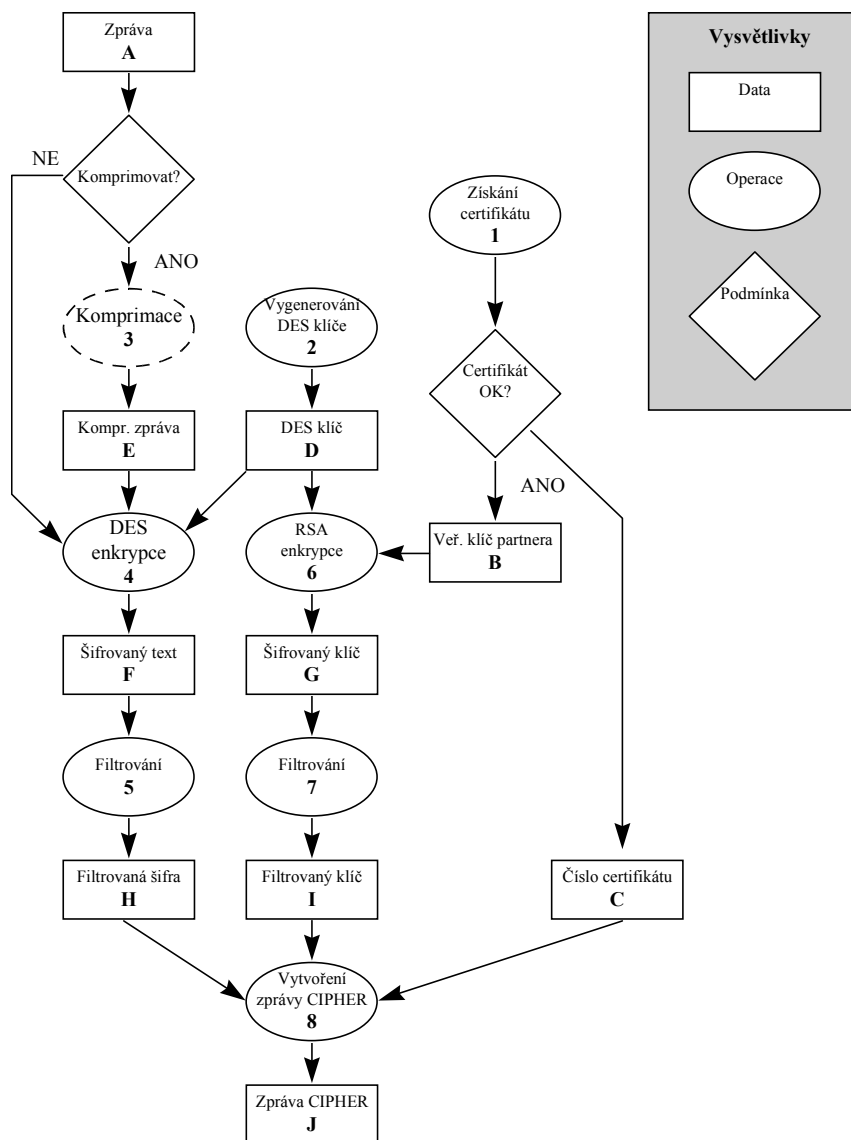 Zpráva
A
Vysvětlivky
Data
NE
Komprimovat?
Operace
Získání
certifikátu
1
ANO
Podmínka
Komprimace
3
Vygenerování
DES klíče
2
Certifikát
OK?
Kompr. zpráva
E
DES klíč
D
ANO
DES
enkrypce
4
RSA
enkrypce
6
Veř. klíč partnera
B
Šifrovaný text
F
Šifrovaný klíč
G
Filtrování
5
Filtrování
7
Filtrovaná šifra
H
Filtrovaný klíč
I
Číslo certifikátu
C
Vytvoření
zprávy CIPHER
8
Zpráva CIPHER
J